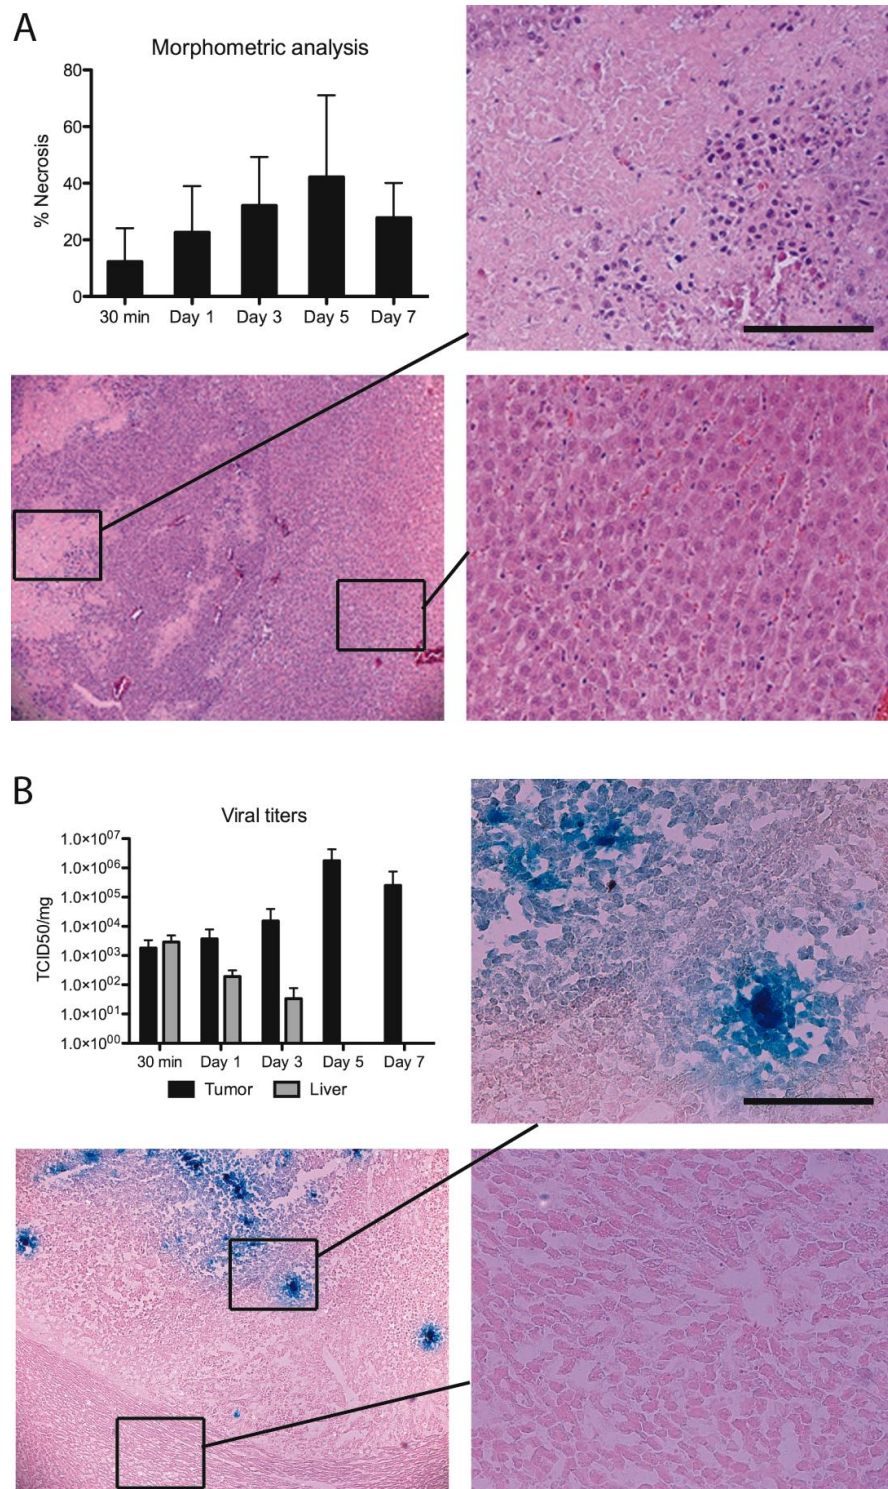 A
Morphometric analysis
80
60
40
20
0
% Necrosis
30 min Day 1 Day 3 Day 5 Day 7
B
Viral titers
1.0×10⁰⁷
1.0×10⁰⁶
1.0×10⁰⁵
1.0×10⁰⁴
1.0×10⁰³
1.0×10⁰²
1.0×10⁰¹
1.0×10⁰⁰
TCID50/mg
30 min Day 1 Day 3 Day 5 Day 7
Tumor Liver